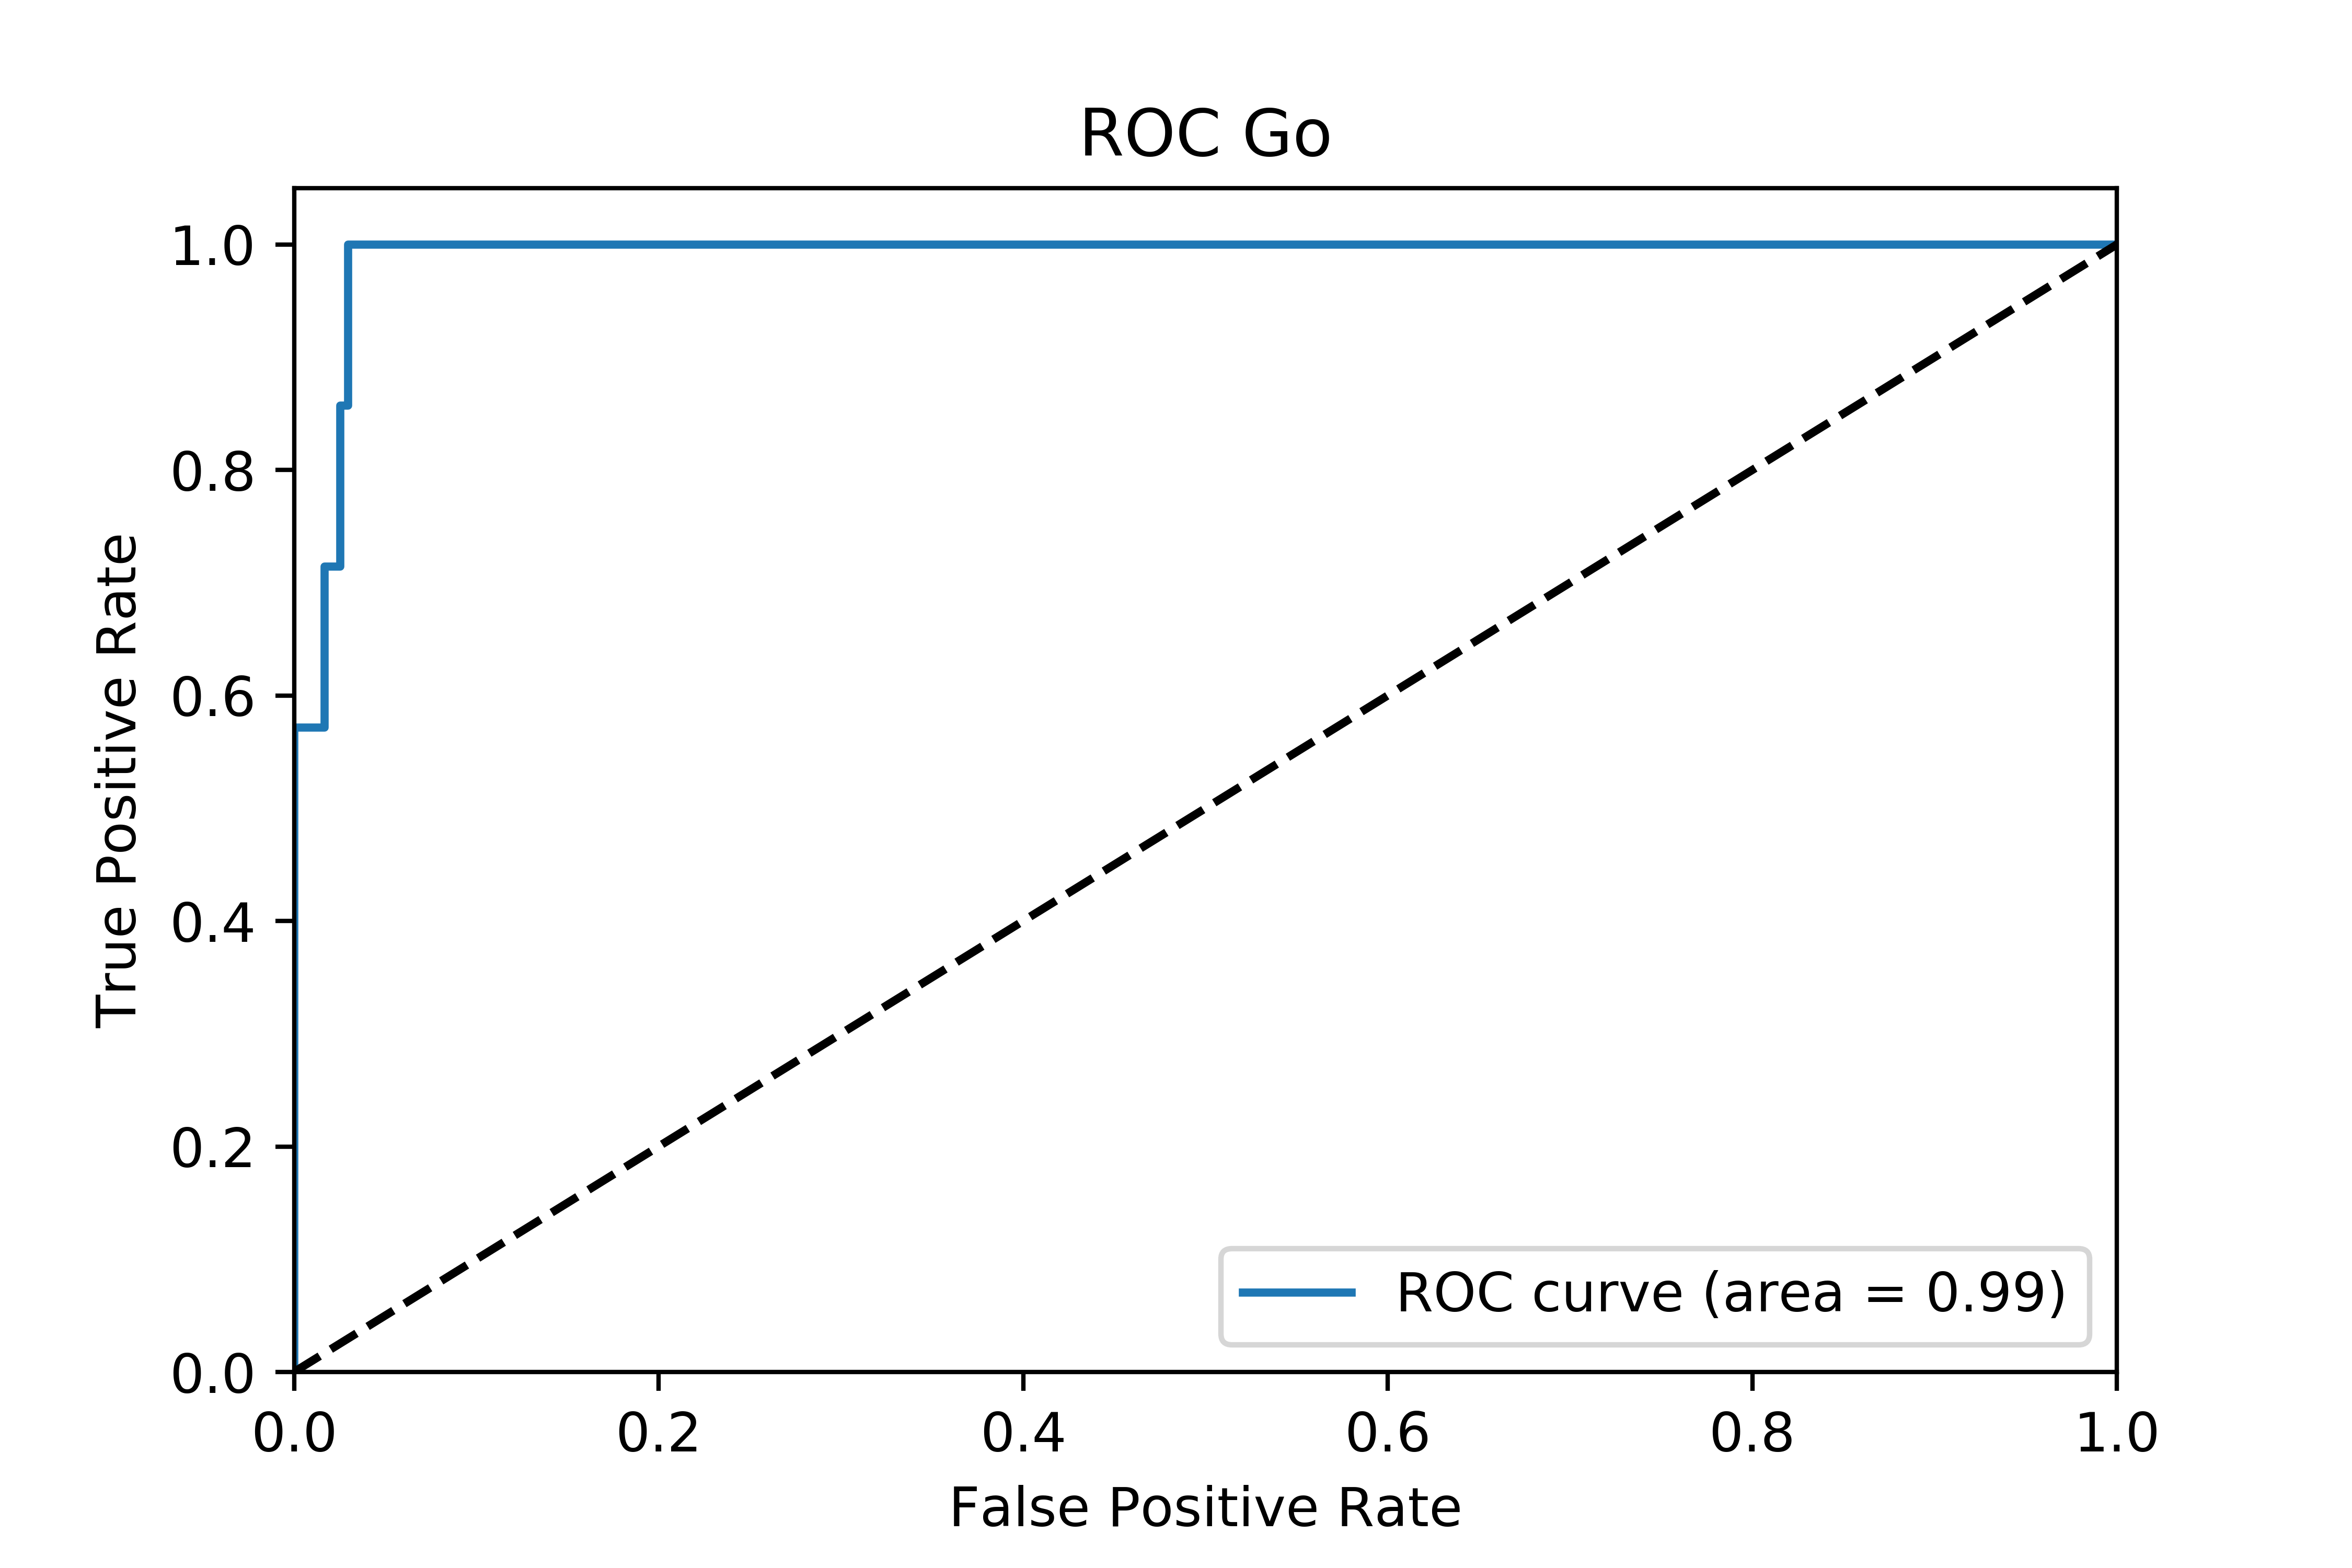 ROC Go
1.0
0.8
0.6
0.4
0.2
0.0
True Positive Rate
ROC curve (area = 0.99)
0.0 0.2 0.4 0.6 0.8 1.0
False Positive Rate